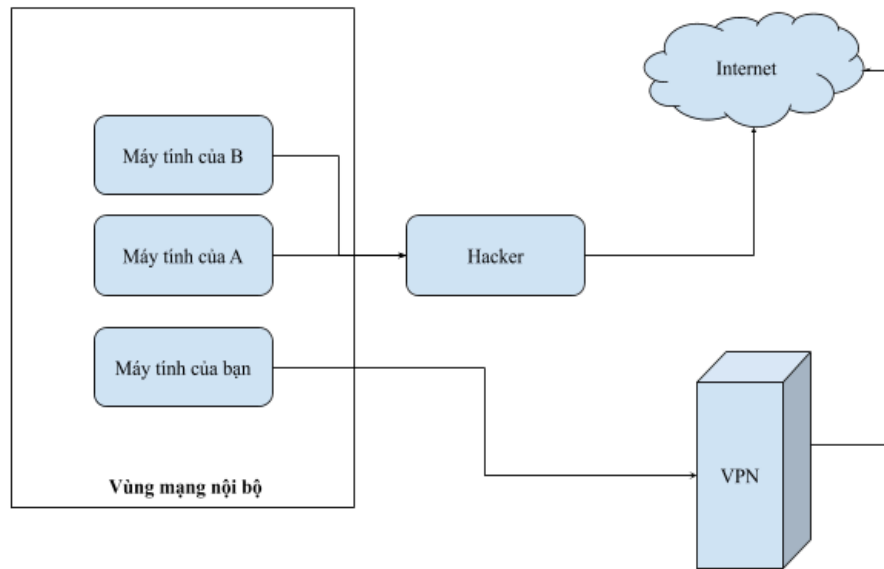 Internet
Máy tính của B
Máy tính của A
Hacker
Máy tính của bạn
VPN
Vùng mạng nội bộ